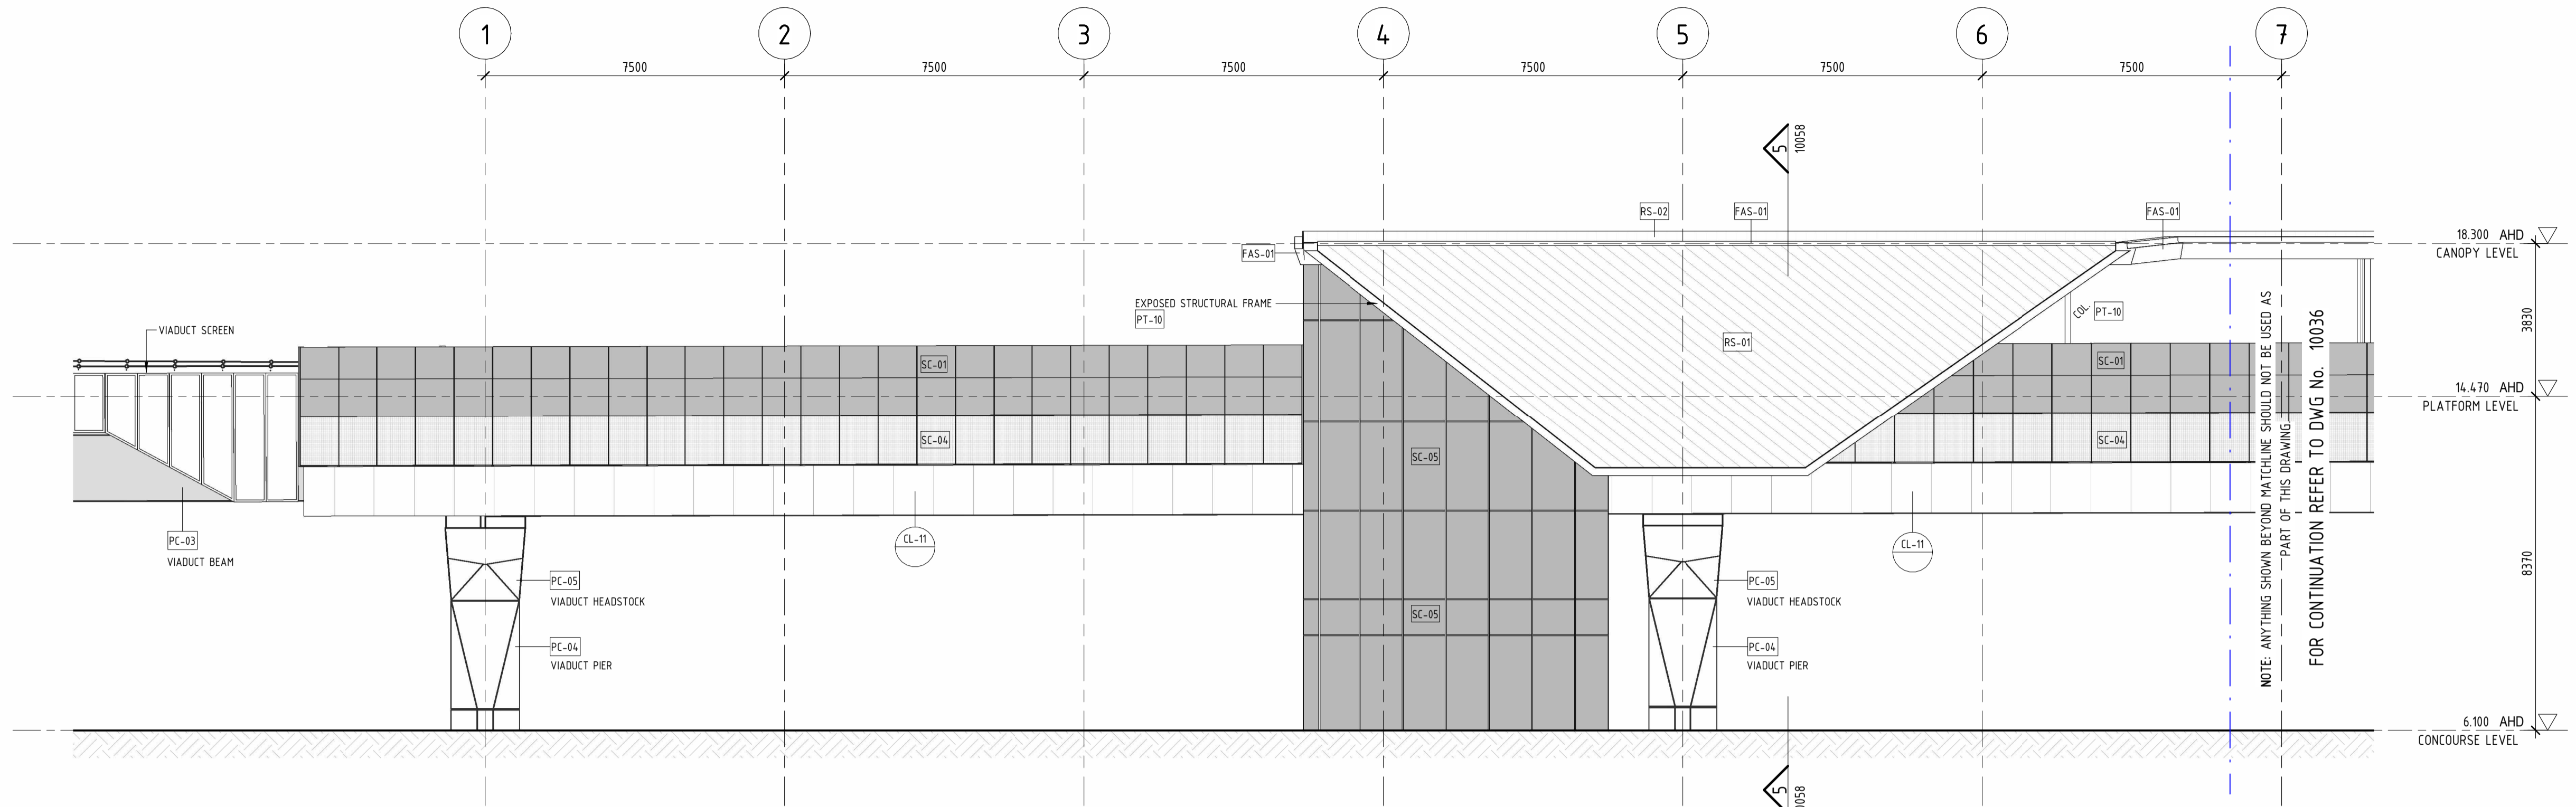 1 2 3 4 5 6 7
7500 7500 7500 7500 7500 7500
5
10058
RS-02 FAS-01 FAS-01
18.300 AHD
CANOPY LEVEL
FAS-01
EXPOSED STRUCTURAL FRAME
PT-10
COL.
PT-10
3830
VIADUCT SCREEN
RS-01
SC-01
SC-01
14.470 AHD
PLATFORM LEVEL
SC-04
SC-04
SC-05
PC-03
VIADUCT BEAM
CL-11
CL-11
8370
PC-05
VIADUCT HEADSTOCK
PC-05
VIADUCT HEADSTOCK
SC-05
PC-04
VIADUCT PIER
PC-04
VIADUCT PIER
NOTE: ANYTHING SHOWN BEYOND MATCHLINE SHOULD NOT BE USED AS
PART OF THIS DRAWING.
FOR CONTINUATION REFER TO DWG No. 10036
6.100 AHD
CONCOURSE LEVEL
5